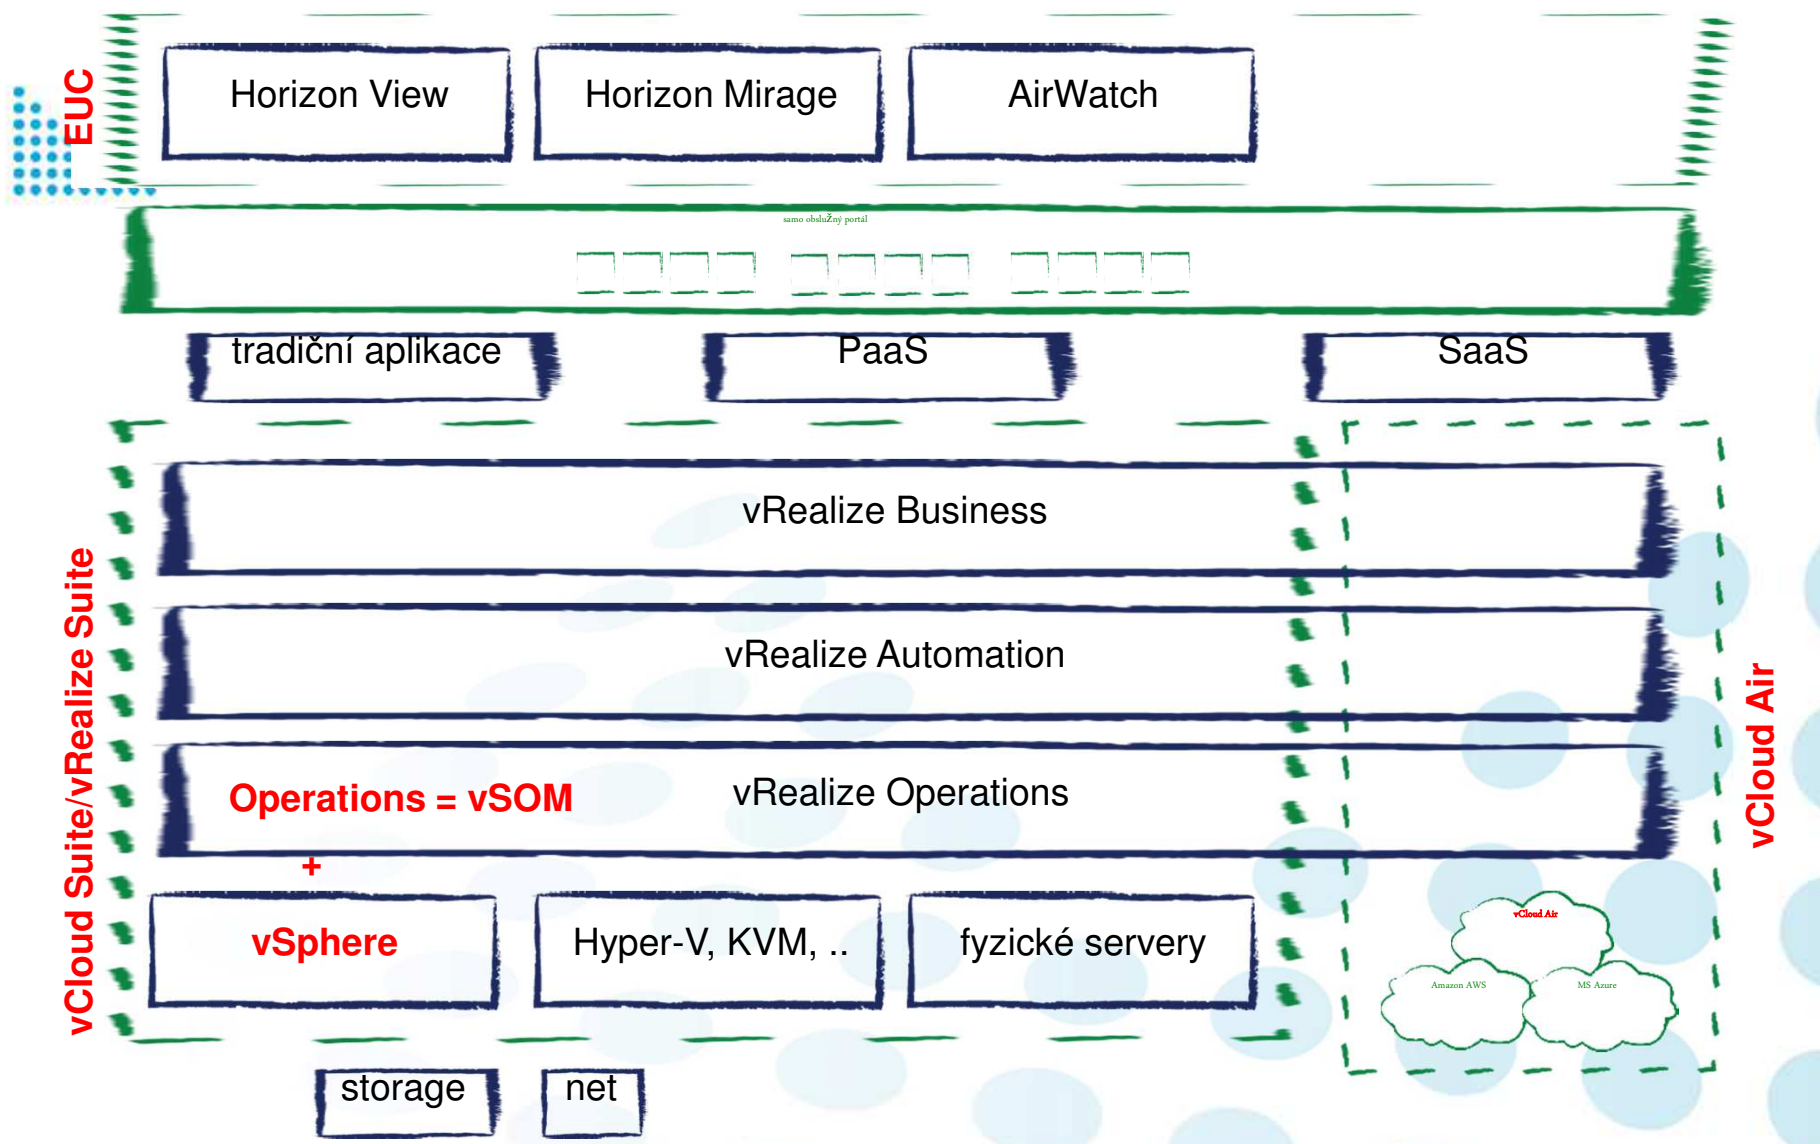 EUC
Horizon View
Horizon Mirage
AirWatch
samo obslužný portál
tradiční aplikace
PaaS
SaaS
vCloud Suite/vRealize Suite
vRealize Business
vRealize Automation
Operations = vSOM
vRealize Operations
+
vSphere
Hyper-V, KVM, ..
fyzické servery
vCloud Air
Amazon AWS
MS Azure
vCloud Air
storage
net